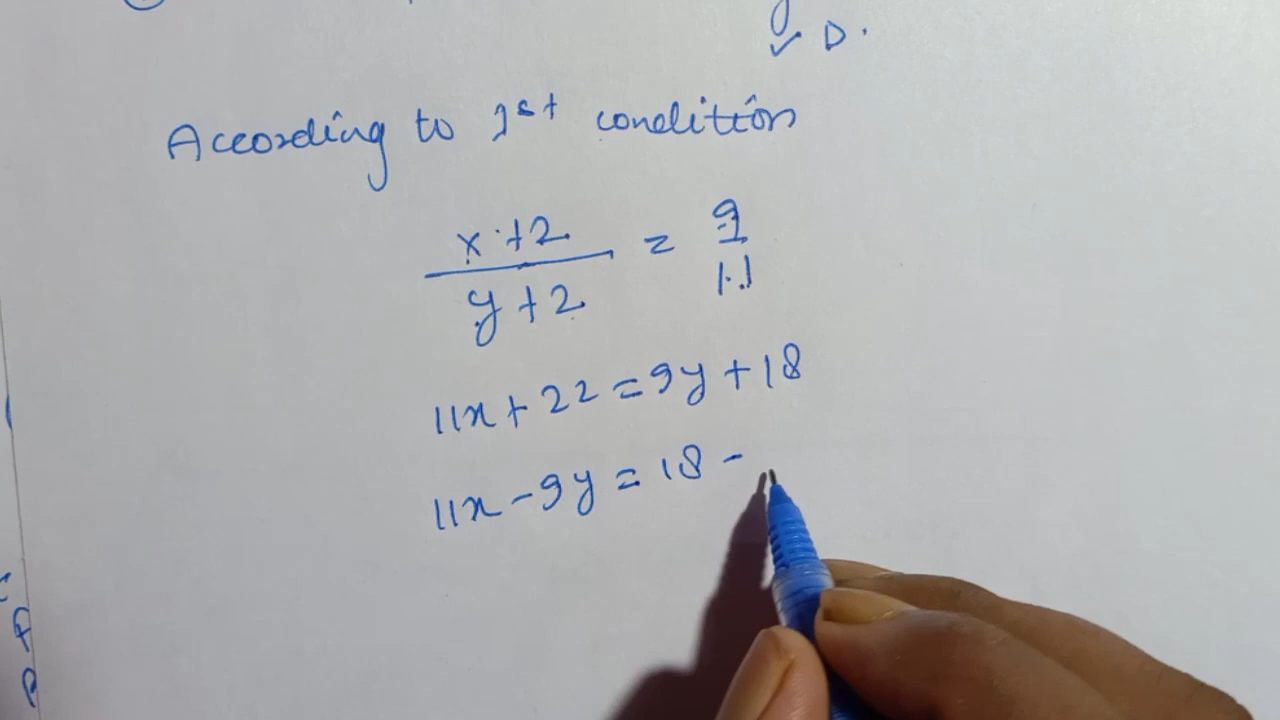 ✓ D.
According to 1st condition
x+2 / y+2 = 9 / 11
11x + 22 = 9y + 18
11x - 9y = 18 -